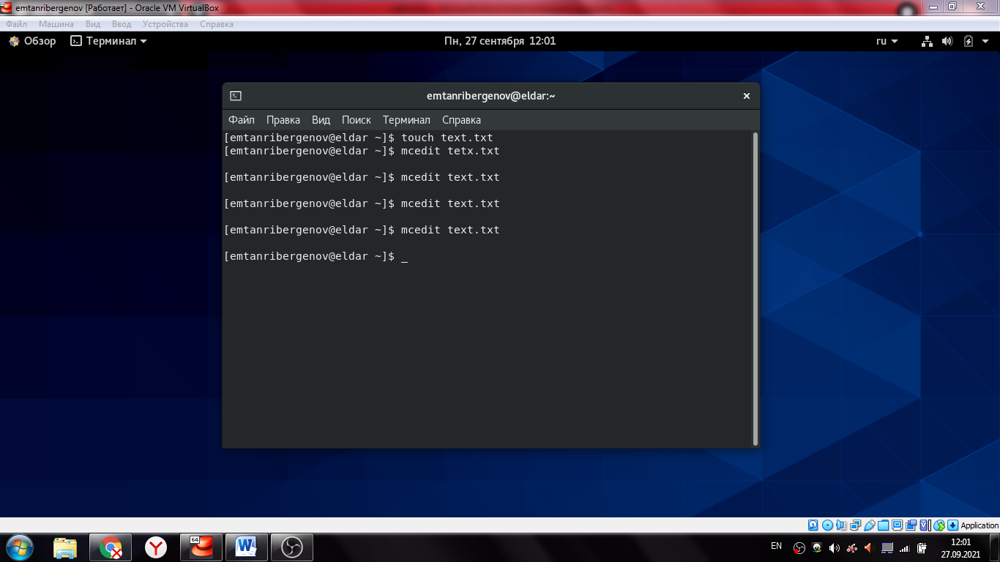 emtanribergenov [Работает] - Oracle VM VirtualBox
Файл Машина Вид Ввод Устройства Справка
Обзор Терминал Пн, 27 сентября 12:01 ru
emtanribergenov@eldar:~
Файл Правка Вид Поиск Терминал Справка
[emtanribergenov@eldar ~]$ touch text.txt
[emtanribergenov@eldar ~]$ mcedit tetx.txt
[emtanribergenov@eldar ~]$ mcedit text.txt
[emtanribergenov@eldar ~]$ mcedit text.txt
[emtanribergenov@eldar ~]$ mcedit text.txt
[emtanribergenov@eldar ~]$ _
Application
64
EN 12:01
27.09.2021